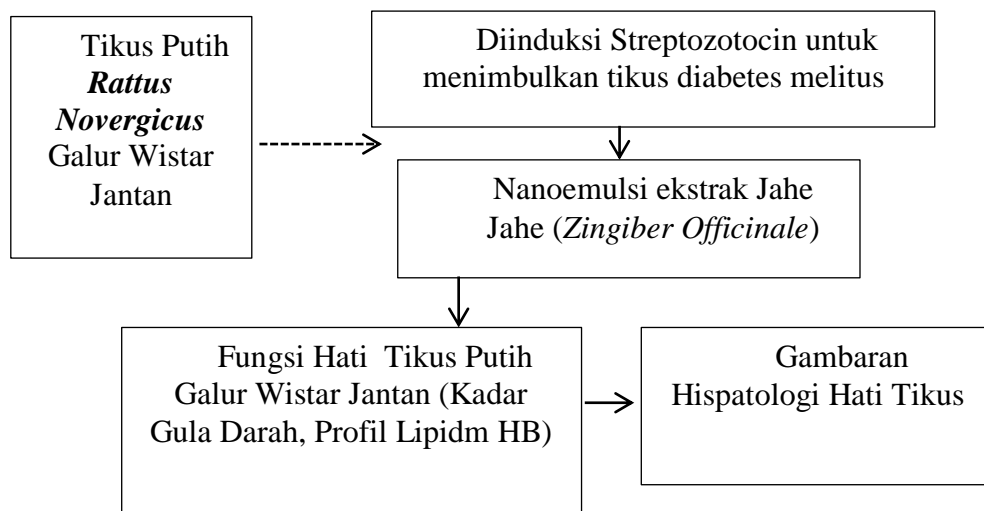 Tikus Putih
Rattus
Novergicus
Galur Wistar
Jantan
Diinduksi Streptozotocin untuk
menimbulkan tikus diabetes melitus
Nanoemulsi ekstrak Jahe
Jahe (Zingiber Officinale)
Fungsi Hati Tikus Putih
Galur Wistar Jantan (Kadar
Gula Darah, Profil Lipidm HB)
Gambaran
Hispatologi Hati Tikus